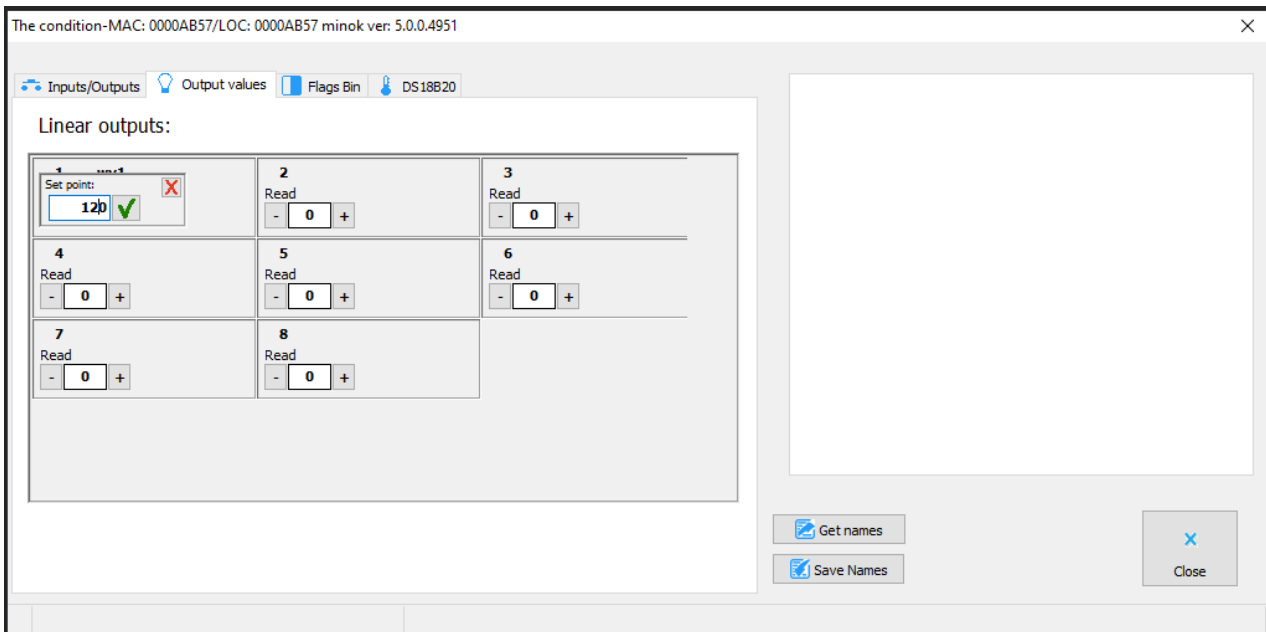 The condition-MAC: 0000AB57/LOC: 0000AB57 minok ver: 5.0.0.4951
Inputs/Outputs
Output values
Flags Bin
DS18B20
Linear outputs:
1
Set point:
120
2
Read
- 0 +
3
Read
- 0 +
4
Read
- 0 +
5
Read
- 0 +
6
Read
- 0 +
7
Read
- 0 +
8
Read
- 0 +
Get names
Save Names
Close